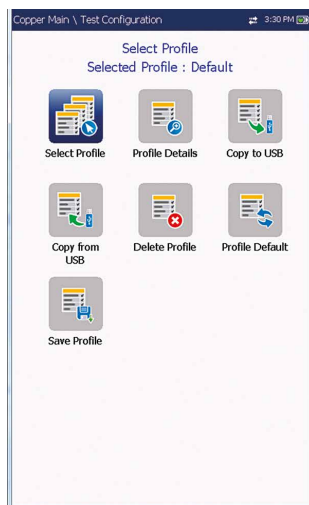 Copper Main \ Test Configuration 3:30 PM
Select Profile
Selected Profile : Default
Select Profile Profile Details Copy to USB
Copy from
USB
Delete Profile Profile Default
Save Profile